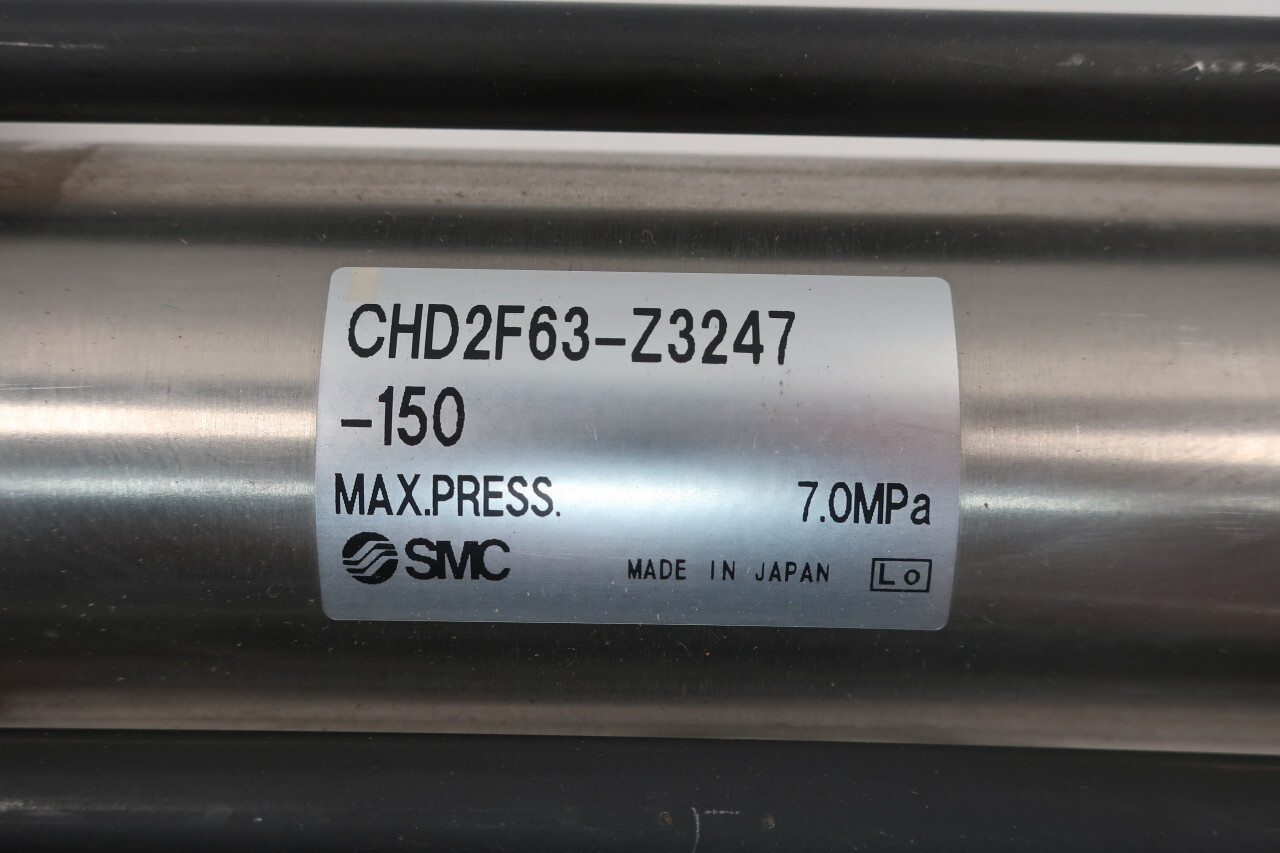 CHD2F63-Z3247
-150
MAX.PRESS. 7.0MPa
SMC MADE IN JAPAN Lo